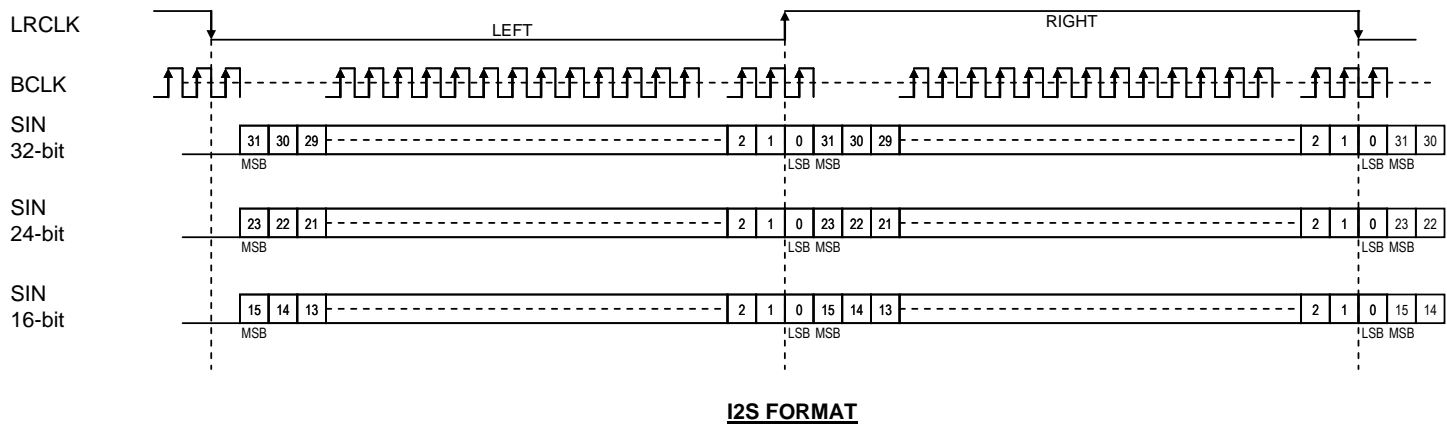 LRCLK
LEFT
RIGHT
BCLK
SIN
32-bit
31 30 29 2 1 0 31 30 29 2 1 0 31 30
MSB LSB MSB LSB MSB
SIN
24-bit
23 22 21 2 1 0 23 22 21 2 1 0 23 22
MSB LSB MSB LSB MSB
SIN
16-bit
15 14 13 2 1 0 15 14 13 2 1 0 15 14
MSB LSB MSB LSB MSB
I2S FORMAT